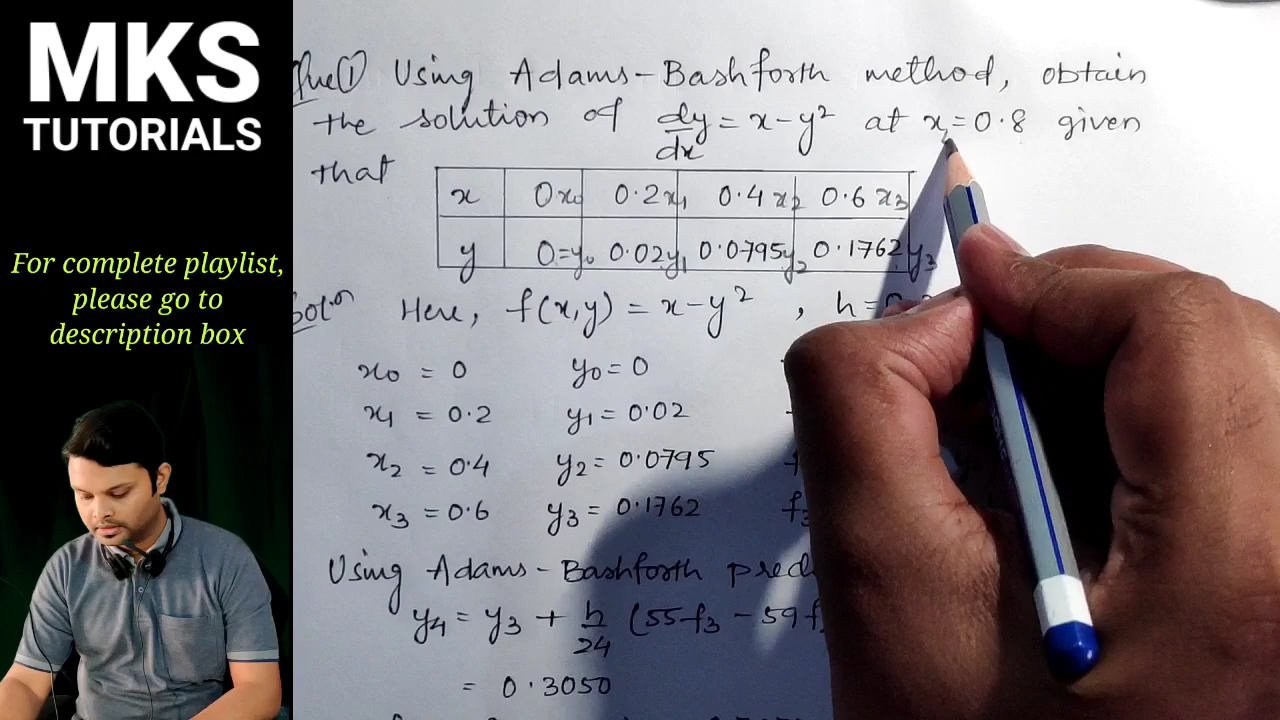 MKS
TUTORIALS
For complete playlist,
please go to
description box
Que① Using Adams-Bashforth method, obtain
the solution of dy/dx = x - y² at x = 0.8 given
that
x 0 x₀ 0.2 x₁ 0.4 x₂ 0.6 x₃
y 0=y₀ 0.02 y₁ 0.0795 y₂ 0.1762 y₃
Solⁿ Here, f(x,y) = x - y² , h =
x₀ = 0 y₀ = 0
x₁ = 0.2 y₁ = 0.02
x₂ = 0.4 y₂ = 0.0795
x₃ = 0.6 y₃ = 0.1762 f₃
Using Adams-Bashforth
y₄ = y₃ + h/24 (55f₃ - 59f
= 0.3050